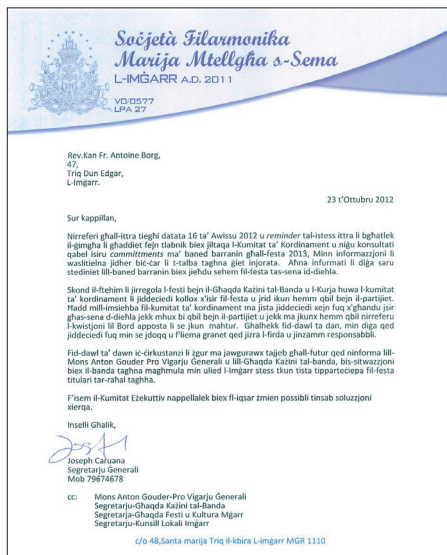 Soċjetà Filarmonika
Marija Mtellgħa s-Sema
L-IMĠARR A.D. 2011
VO/0577
LPA 27
Rev.Kan Fr. Antoine Borg,
47,
Triq Dun Edgar,
L-Imġarr.
23 t'Ottubru 2012
Sur kappillan,
Nirreferi għall-ittra tiegħi datata 16 ta' Awissu 2012 u reminder tal-istess ittra li bgħatlek
il-ġimgħa li għaddiet fejn tlabnik biex jiltaqa l-Kumitat ta' Kordinament u niġu konsultati
qabel isiru committments ma' baned barranin għall-festa 2013, Minn informazzjoni li
waslitielna jidher biċ-ċar li t-talba tagħna ġiet injorata. Aħna infurmati li diġa saru
stediniet lill-baned barranin biex jieħdu sehem fil-festa tas-sena id-dieħla.
Skond il-ftehim li jirregola l-festi bejn il-Għaqda Każini tal-Banda u l-Kurja huwa l-kumitat
ta' kordinament li jiddeciedi kollox x'isir fil-festa u jrid ikun hemm qbil bejn il-partijiet.
Ħadd mill-imsieħba fil-kumitat ta' kordinament ma jista jiddeciedi xejn fuq x'għandu jsir
għas-sena d-dieħla jekk mhux bi qbil bejn il-partijiet u jekk ma jkunx hemm qbil nirreferu
l-kwistjoni lil Bord apposta li se jkun maħtur. Għalhekk fid-dawl ta dan, min diġa qed
jiddeciedi fuq min se jdoqq u f'liema granet qed jizra l-firda u jinzamm responsabbli.
Fid-dawl ta' dawn iċ-ċirkustanzi li żgur ma jawgurawx tajjeb għall-futur qed ninforma lill-
Mons Anton Gouder Pro Vigarju Ġenerali u lill-Għaqda Każini tal-banda, bis-sitwazzjoni
biex il-banda tagħna magħmula min ulied l-Imġarr stess tkun tista tipparteċiepa fil-festa
titulari tar-raħal tagħha.
F'isem il-Kumitat Eżekuttiv nappellalek biex fl-iqsar żmien possibli tinsab soluzzjoni
xierqa.
Inselli Għalik,
Joseph Caruana
Segretarju Ġenerali
Mob 79674678
cc: Mons Anton Gouder-Pro Vigarju Ġenerali
Segretarju-Għaqda Każini tal-Banda
Segretarja-Għaqda Festi u Kultura Mġarr
Segretarju-Kunsill Lokali Imġarr
c/o 48,Santa marija Triq il-kbira L-imġarr MĠR 1110